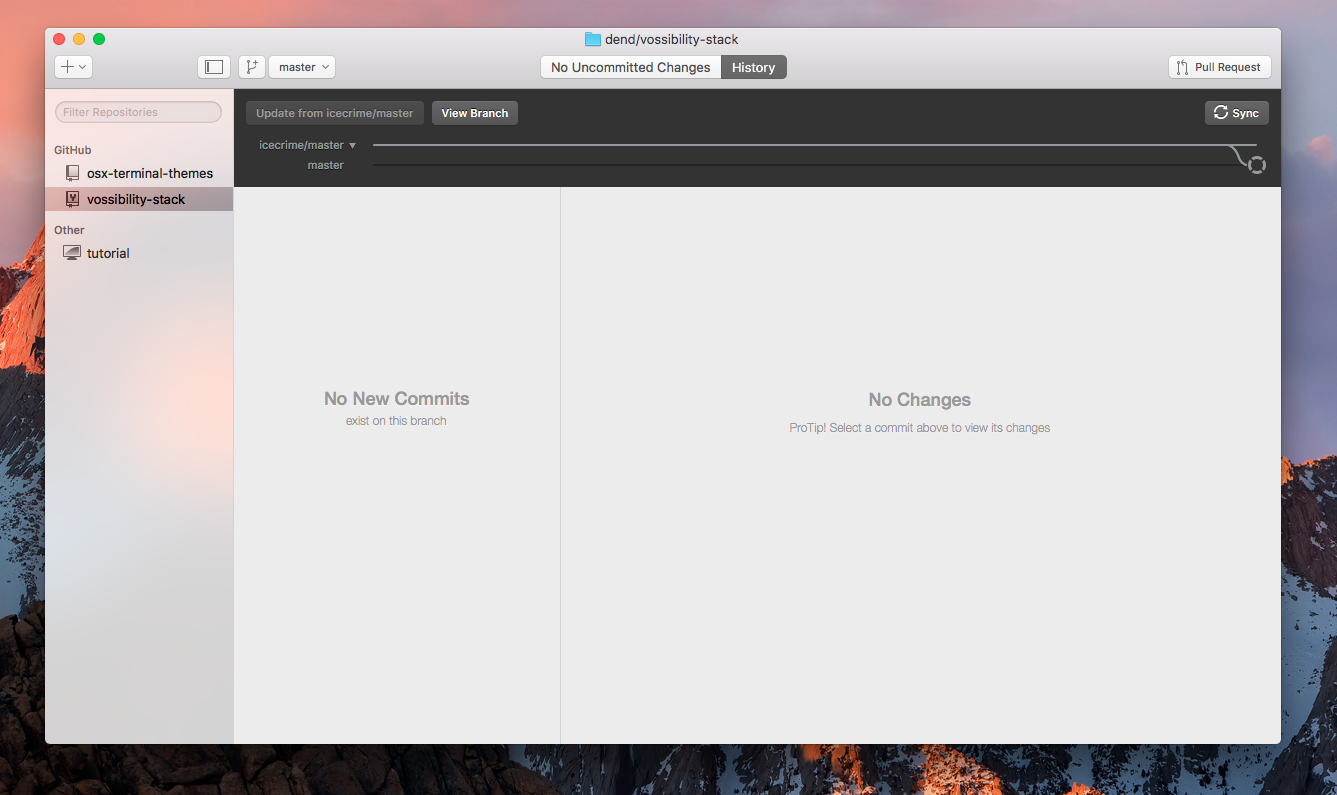 dend/vossibility-stack
master
No Uncommitted Changes
History
Pull Request
Filter Repositories
GitHub
osx-terminal-themes
vossibility-stack
Other
tutorial
Update from icecrime/master
View Branch
Sync
icecrime/master
master
No New Commits
exist on this branch
No Changes
ProTip! Select a commit above to view its changes